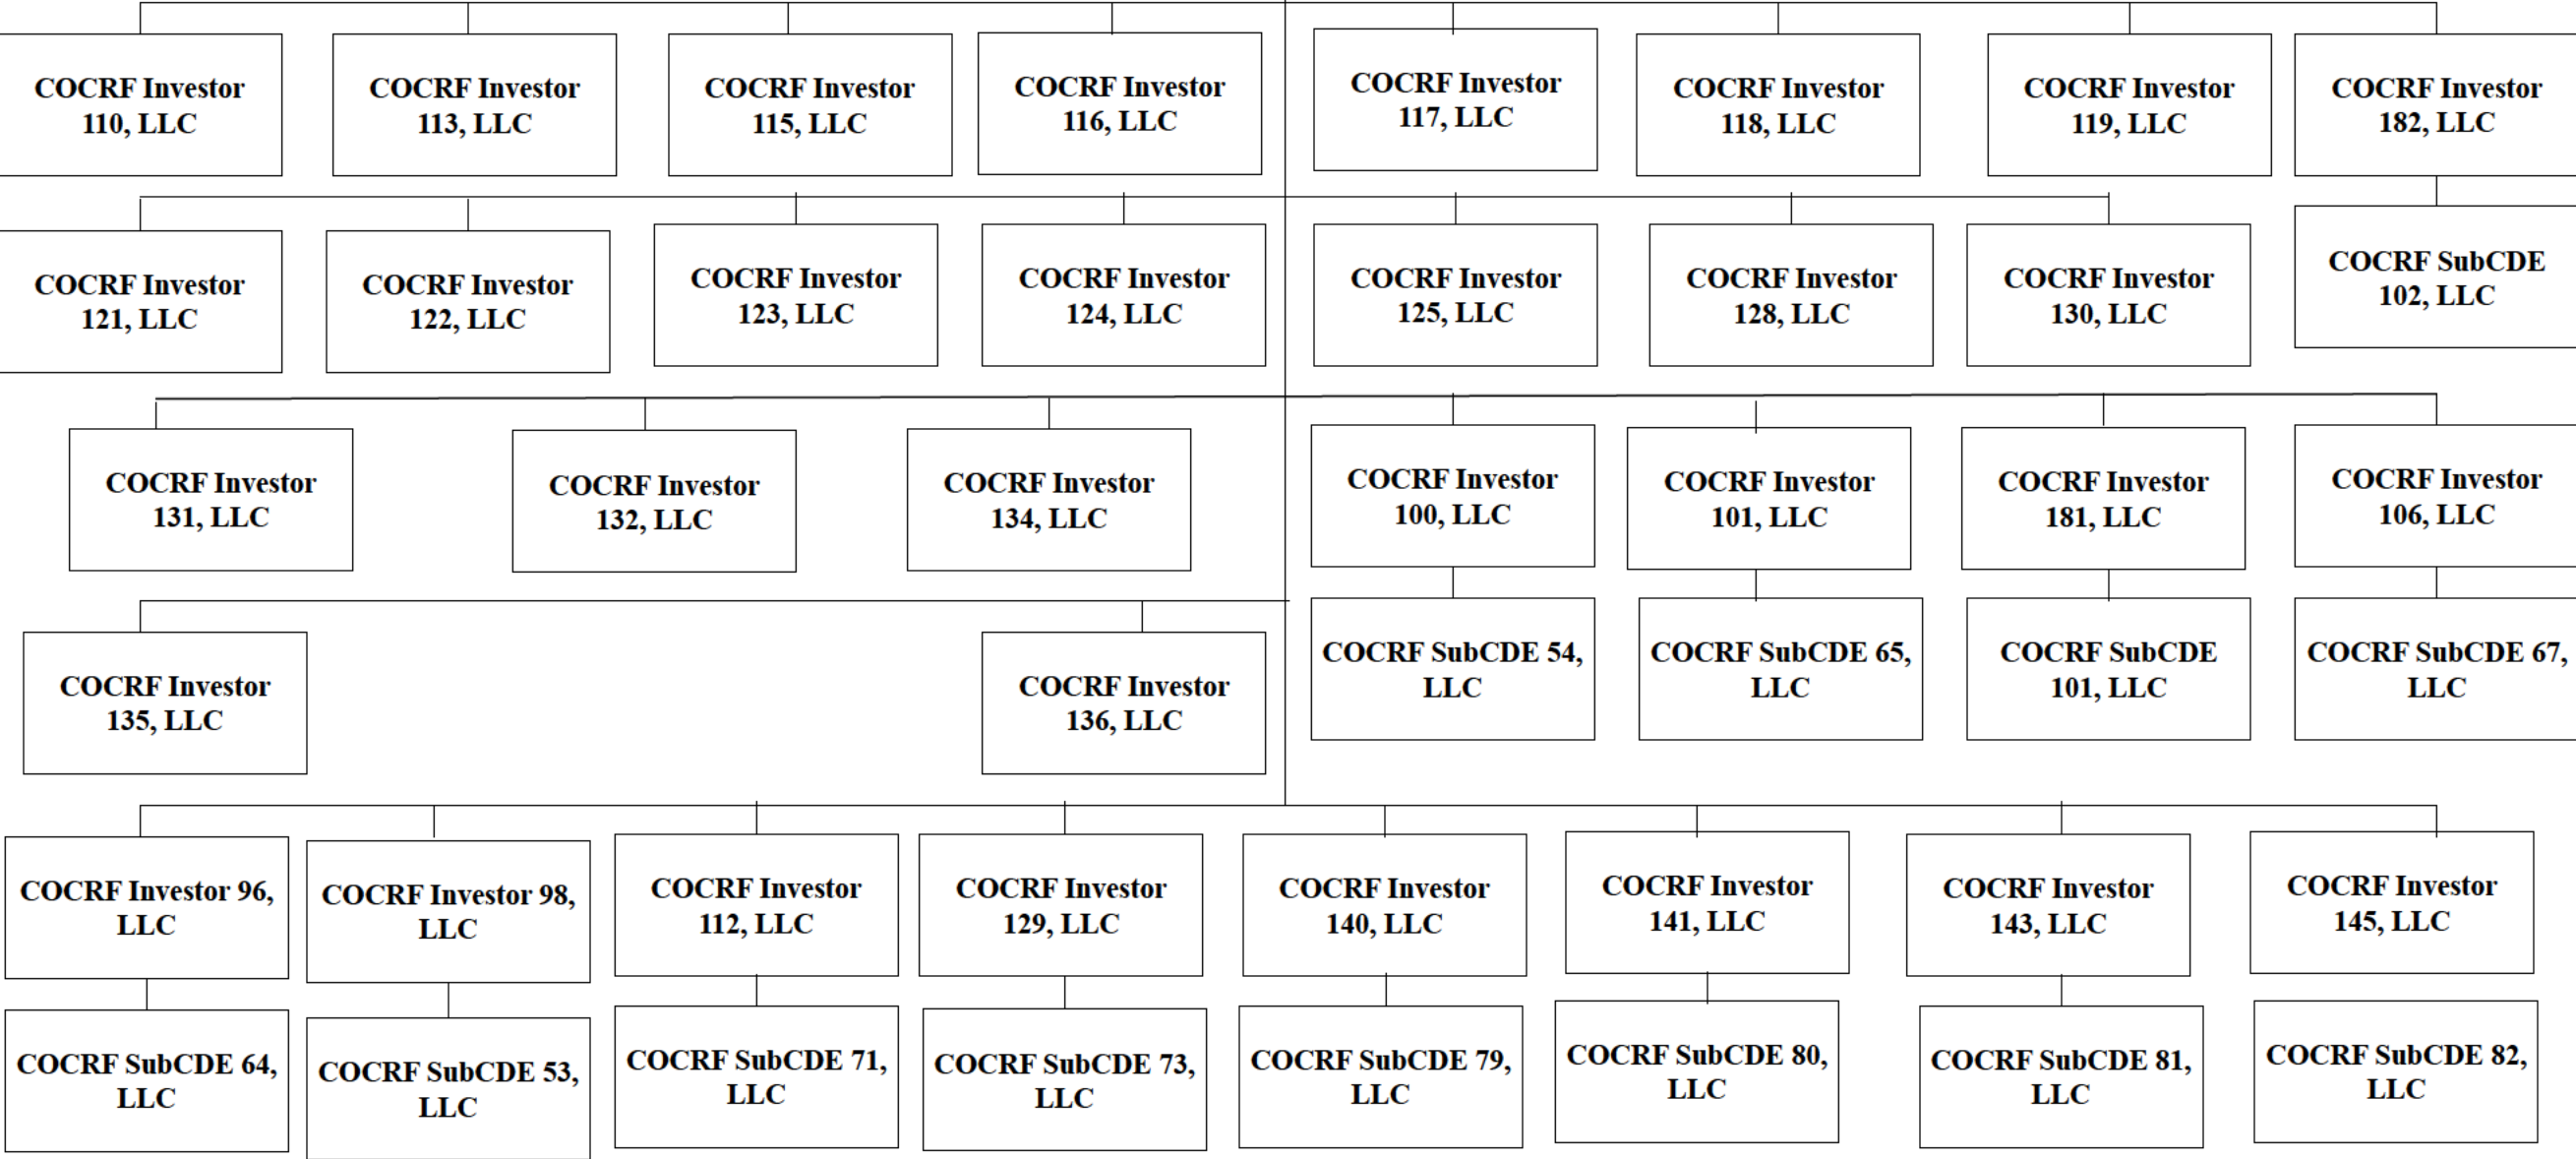 COCRF Investor
110, LLC
COCRF Investor
113, LLC
COCRF Investor
115, LLC
COCRF Investor
116, LLC
COCRF Investor
117, LLC
COCRF Investor
118, LLC
COCRF Investor
119, LLC
COCRF Investor
182, LLC
COCRF Investor
121, LLC
COCRF Investor
122, LLC
COCRF Investor
123, LLC
COCRF Investor
124, LLC
COCRF Investor
125, LLC
COCRF Investor
128, LLC
COCRF Investor
130, LLC
COCRF SubCDE
102, LLC
COCRF Investor
131, LLC
COCRF Investor
132, LLC
COCRF Investor
134, LLC
COCRF Investor
100, LLC
COCRF Investor
101, LLC
COCRF Investor
181, LLC
COCRF Investor
106, LLC
COCRF Investor
135, LLC
COCRF Investor
136, LLC
COCRF SubCDE 54,
LLC
COCRF SubCDE 65,
LLC
COCRF SubCDE
101, LLC
COCRF SubCDE 67,
LLC
COCRF Investor 96,
LLC
COCRF Investor 98,
LLC
COCRF Investor
112, LLC
COCRF Investor
129, LLC
COCRF Investor
140, LLC
COCRF Investor
141, LLC
COCRF Investor
143, LLC
COCRF Investor
145, LLC
COCRF SubCDE 64,
LLC
COCRF SubCDE 53,
LLC
COCRF SubCDE 71,
LLC
COCRF SubCDE 73,
LLC
COCRF SubCDE 79,
LLC
COCRF SubCDE 80,
LLC
COCRF SubCDE 81,
LLC
COCRF SubCDE 82,
LLC